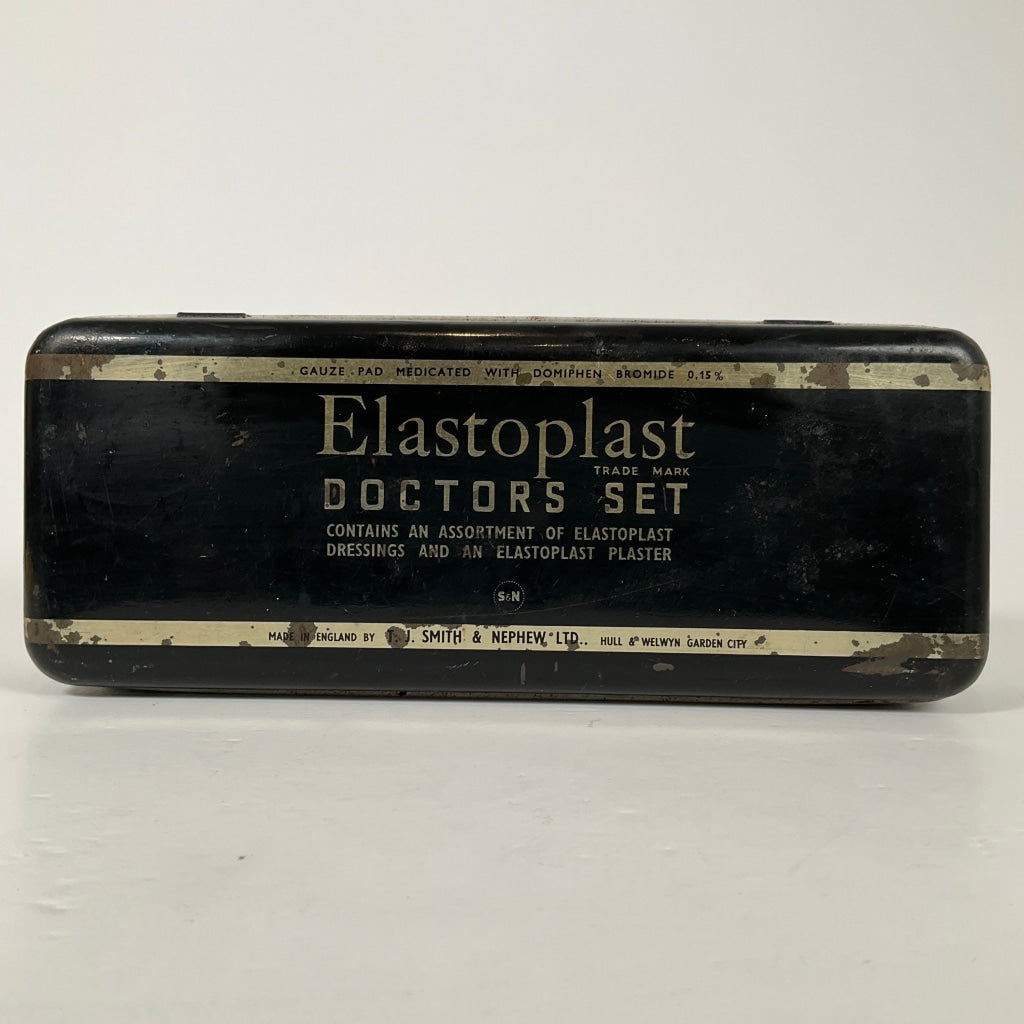 GAUZE PAD MEDICATED WITH DOMIPHEN BROMIDE 0.15%
Elastoplast
TRADE MARK
DOCTORS SET
CONTAINS AN ASSORTMENT OF ELASTOPLAST
DRESSINGS AND AN ELASTOPLAST PLASTER
S&N
MADE IN ENGLAND BY T. J. SMITH & NEPHEW, LTD., HULL & WELWYN GARDEN CITY